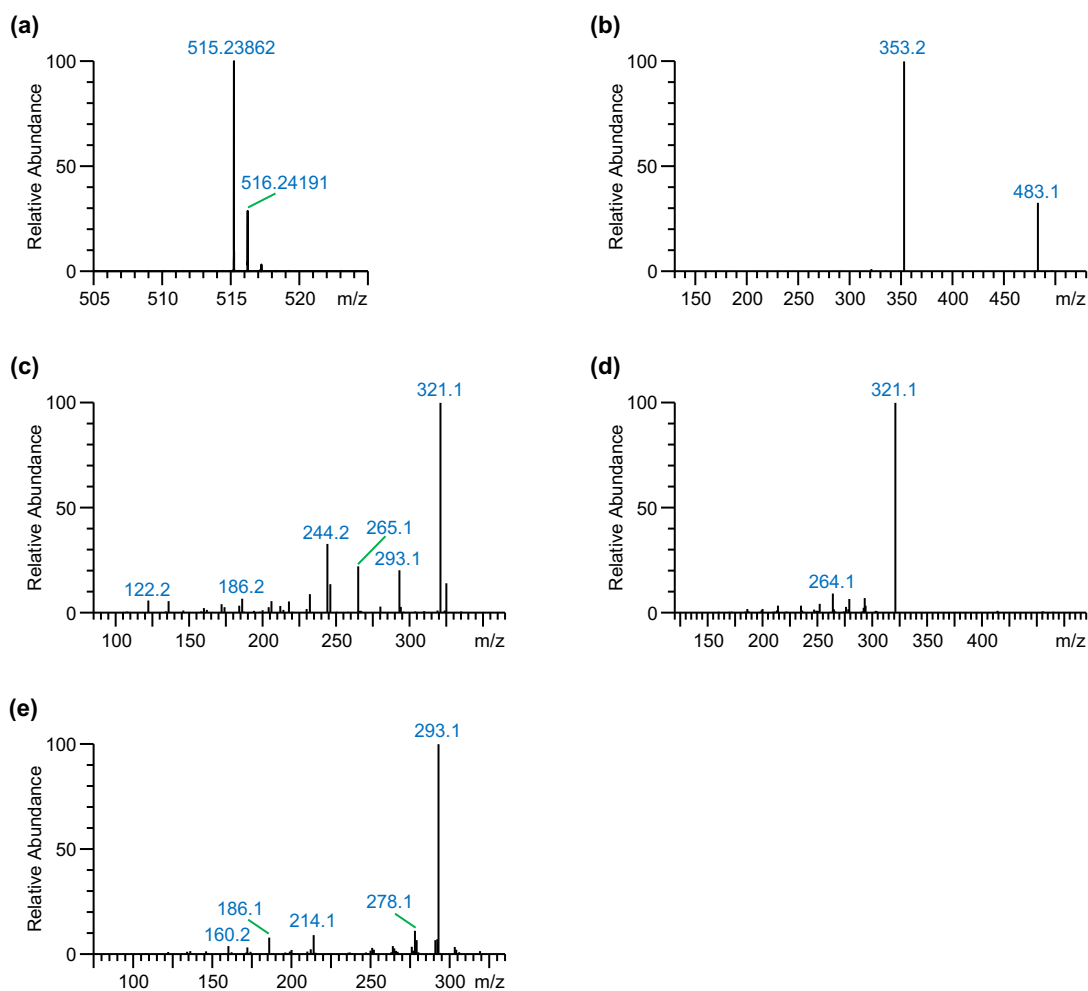 (a)
515.23862
100
Relative Abundance
516.24191
50
0
505 510 515 520 m/z
(b)
353.2
100
Relative Abundance
483.1
50
0
150 200 250 300 350 400 450 m/z
(c)
321.1
100
Relative Abundance
50
265.1
244.2
293.1
122.2
186.2
0
100 150 200 250 300 m/z
(d)
321.1
100
Relative Abundance
50
264.1
0
150 200 250 300 350 400 m/z
(e)
293.1
100
Relative Abundance
50
278.1
186.1
214.1
160.2
0
100 150 200 250 300 m/z